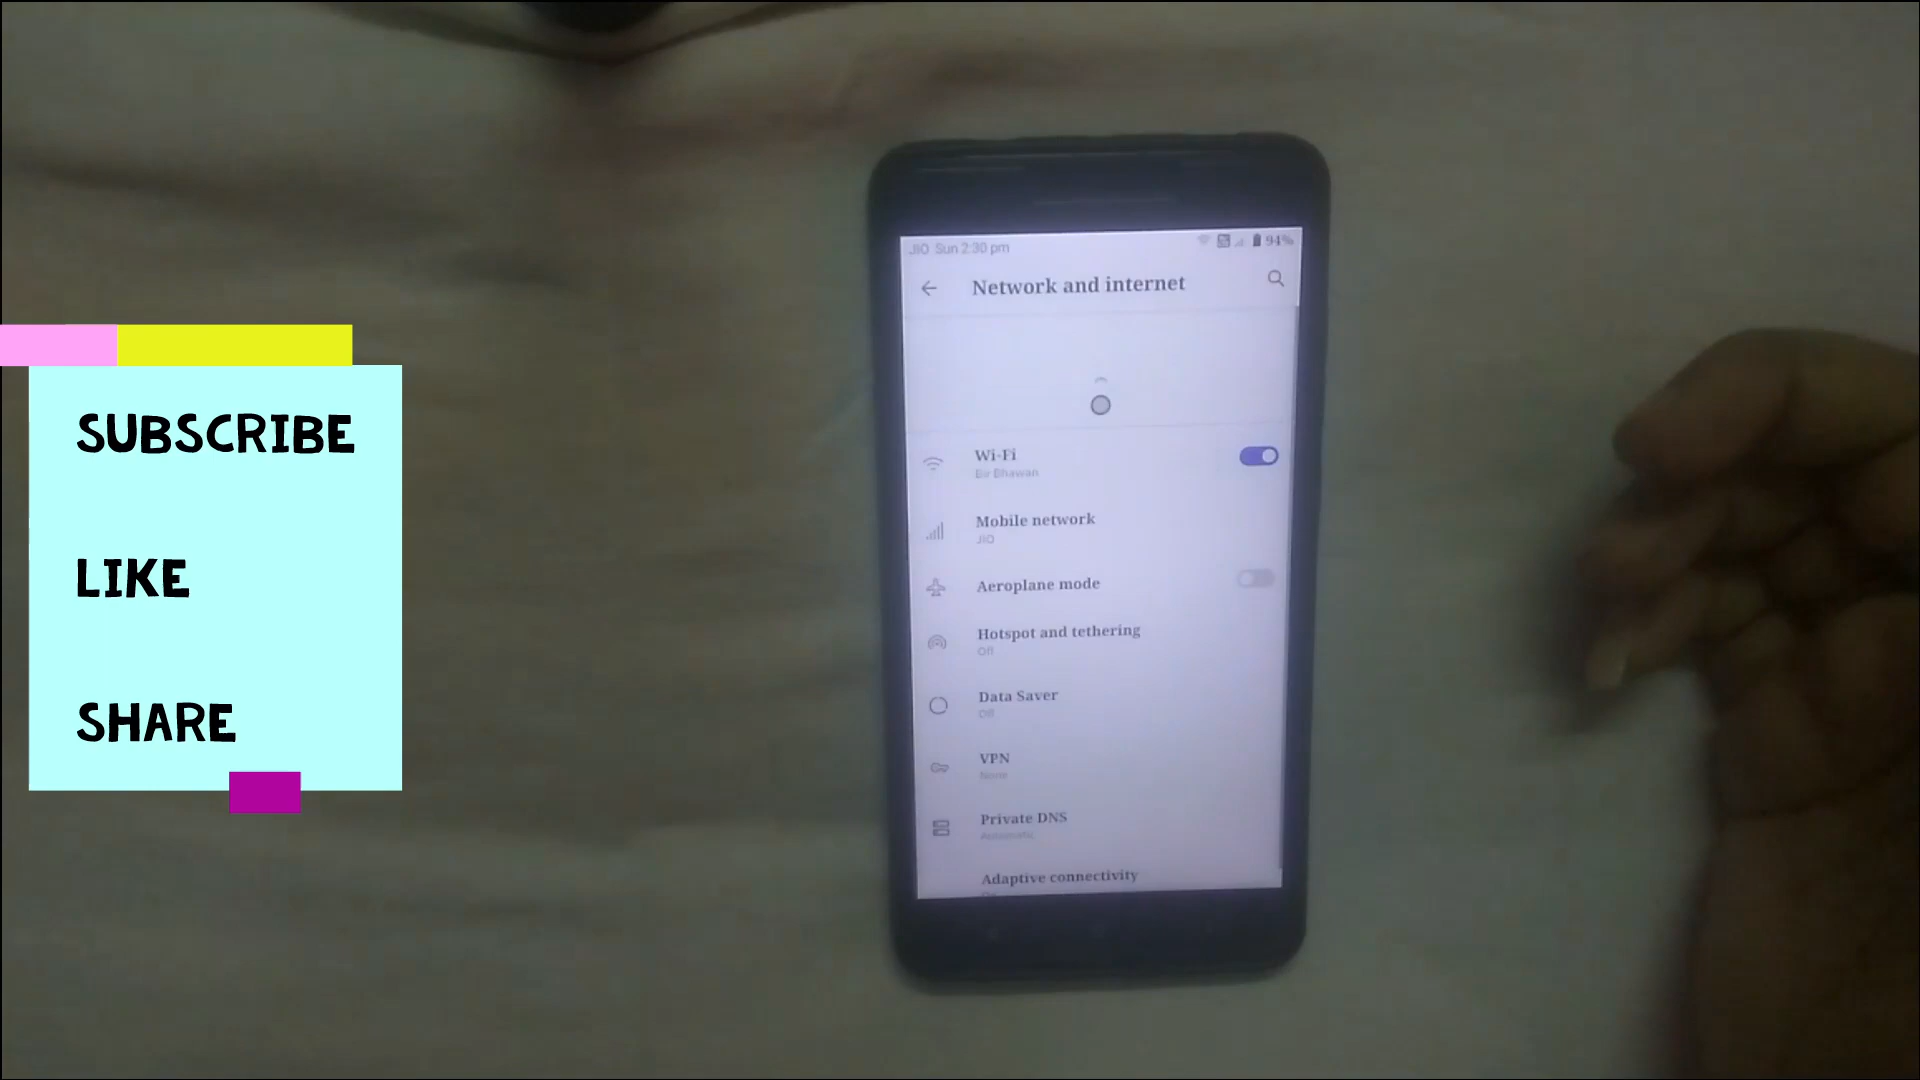 SUBSCRIBE
LIKE
SHARE
JIO Sun 2:30 pm
94%
Network and internet
Wi-Fi
Bir Bhawan
Mobile network
JIO
Aeroplane mode
Hotspot and tethering
Off
Data Saver
Off
VPN
None
Private DNS
Automatic
Adaptive connectivity